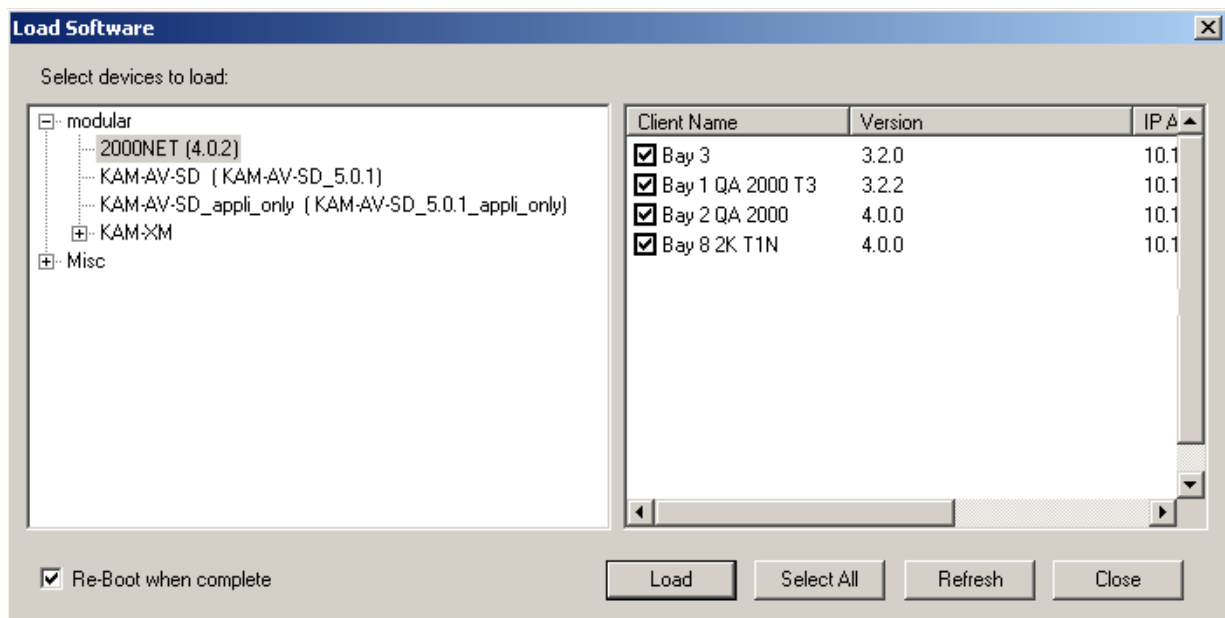 Load Software
Select devices to load:
modular
2000NET (4.0.2)
KAM-AV-SD ( KAM-AV-SD_5.0.1)
KAM-AV-SD_appli_only ( KAM-AV-SD_5.0.1_appli_only)
KAM-XM
Misc
Client Name Version IP A
Bay 3 3.2.0 10.1
Bay 1 QA 2000 T3 3.2.2 10.1
Bay 2 QA 2000 4.0.0 10.1
Bay 8 2K T1N 4.0.0 10.1
Re-Boot when complete Load Select All Refresh Close